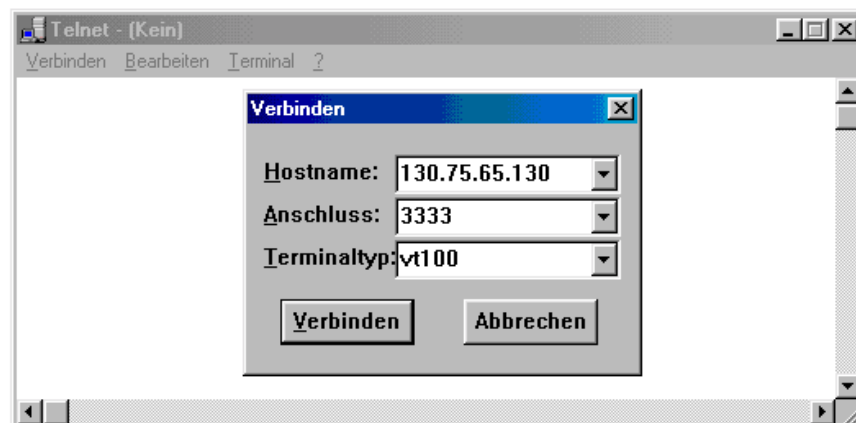 Telnet - (Kein)
Verbinden Bearbeiten Terminal ?
Verbinden
Hostname: 130.75.65.130
Anschluss: 3333
Terminaltyp: vt100
Verbinden Abbrechen